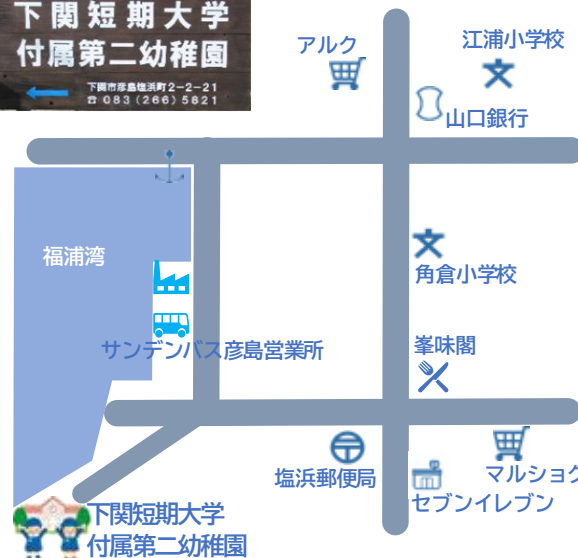 下関短期大学
付属第二幼稚園
下関市彦島塩浜町2-2-21
☎083(266)5821
アルク
江浦小学校
山口銀行
福浦湾
角倉小学校
サンデンバス彦島営業所
峯味閣
塩浜郵便局
マルショク
セブンイレブン
下関短期大学
付属第二幼稚園